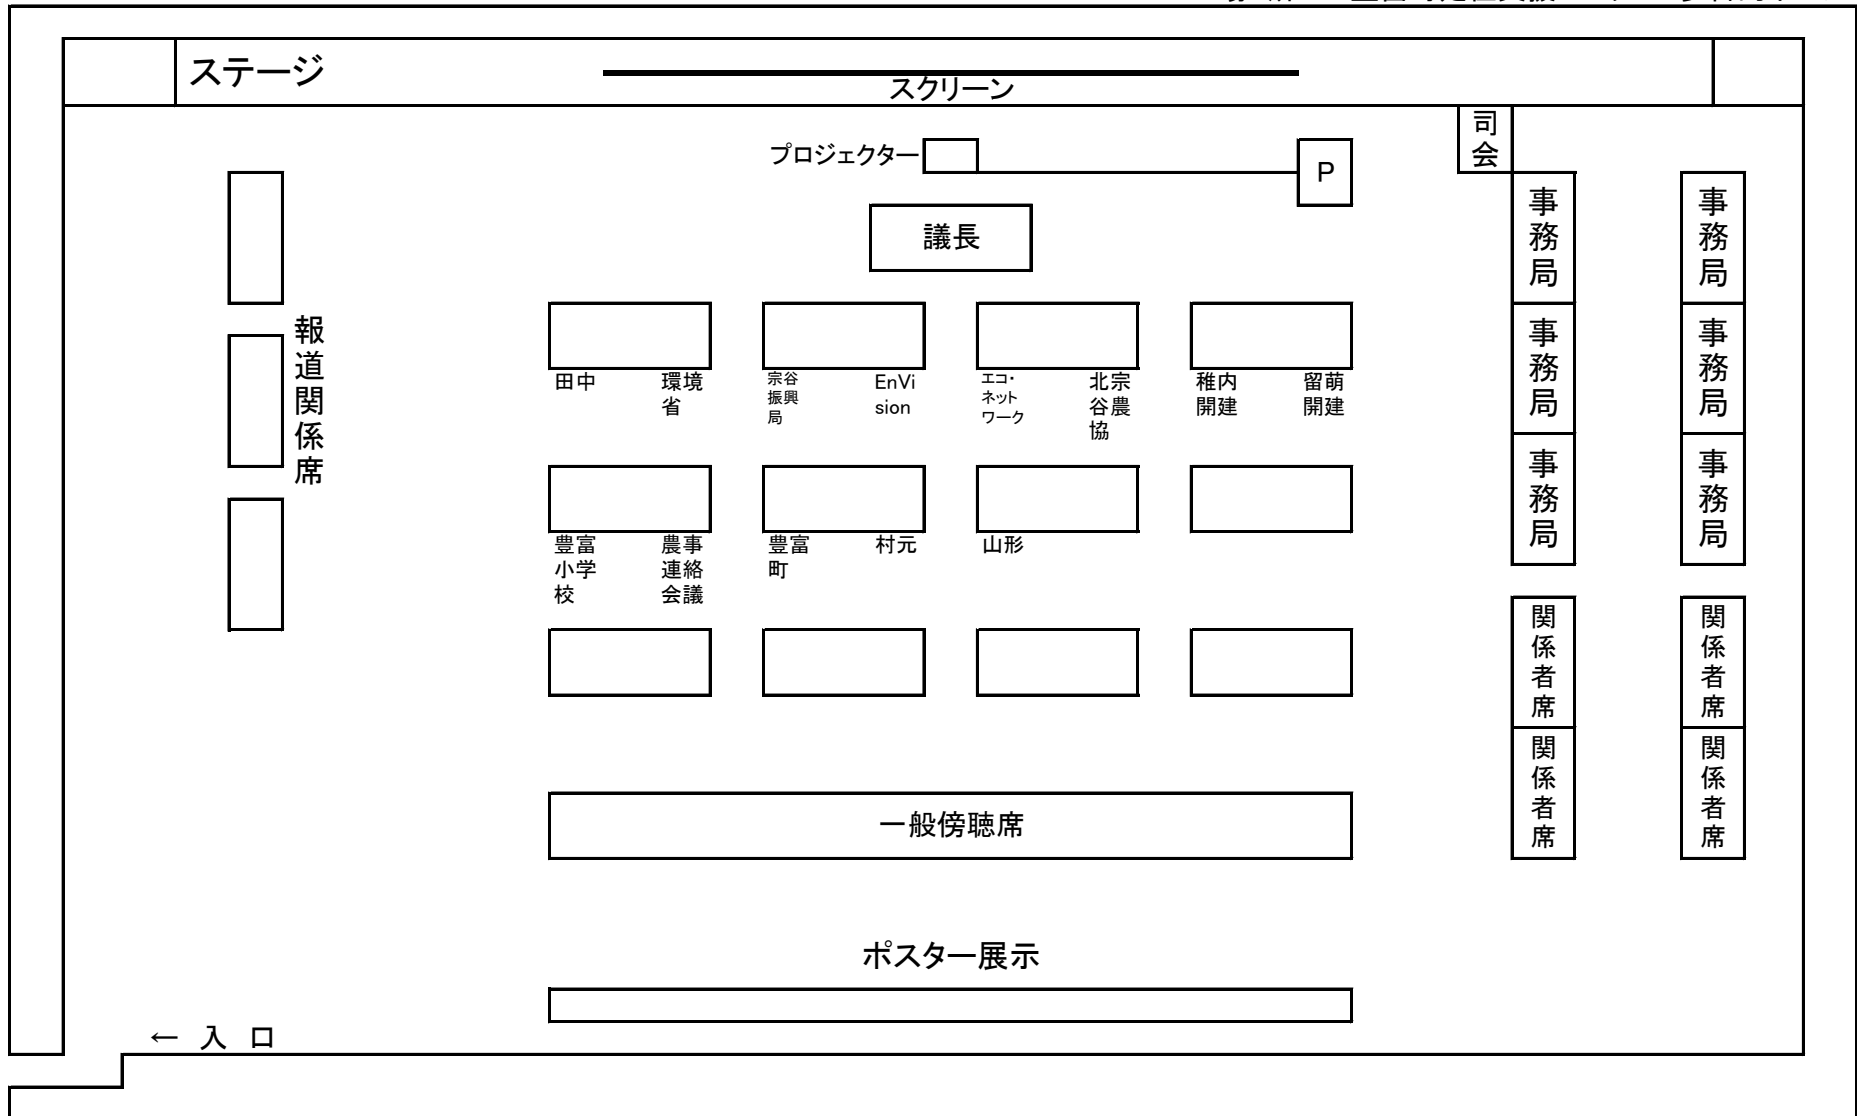 ステージ
スクリーン
司会
プロジェクター
P
議長
事務局
事務局
報道関係席
田中
環境
省
宗谷
振興
局
EnVi
sion
エコ・
ネット
ワーク
北宗
谷農
協
稚内
開建
留萌
開建
事務局
事務局
事務局
事務局
豊富
小学
校
農事
連絡
会議
豊富
町
村元
山形
関係者席
関係者席
関係者席
関係者席
一般傍聴席
ポスター展示
← 入 口